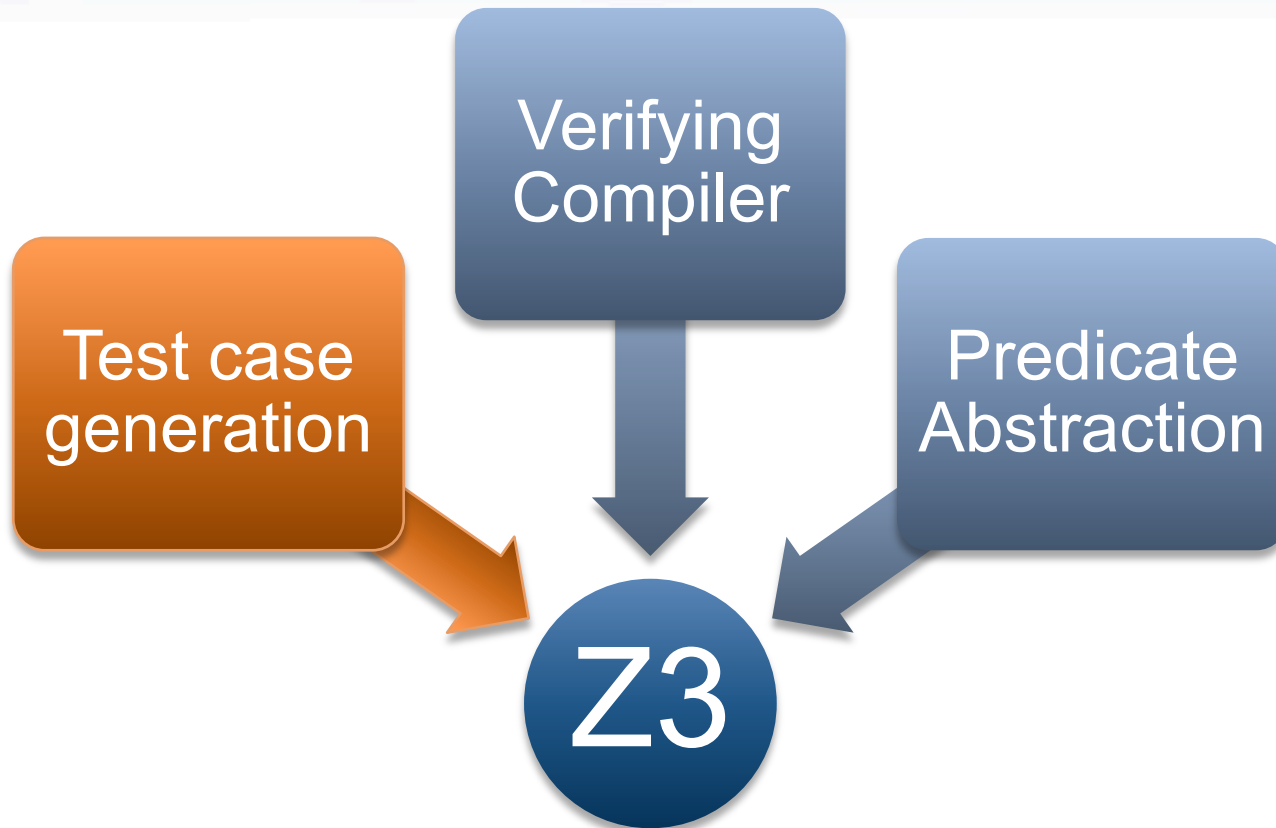 Verifying
Compiler
Test case
generation
Predicate
Abstraction
Z3